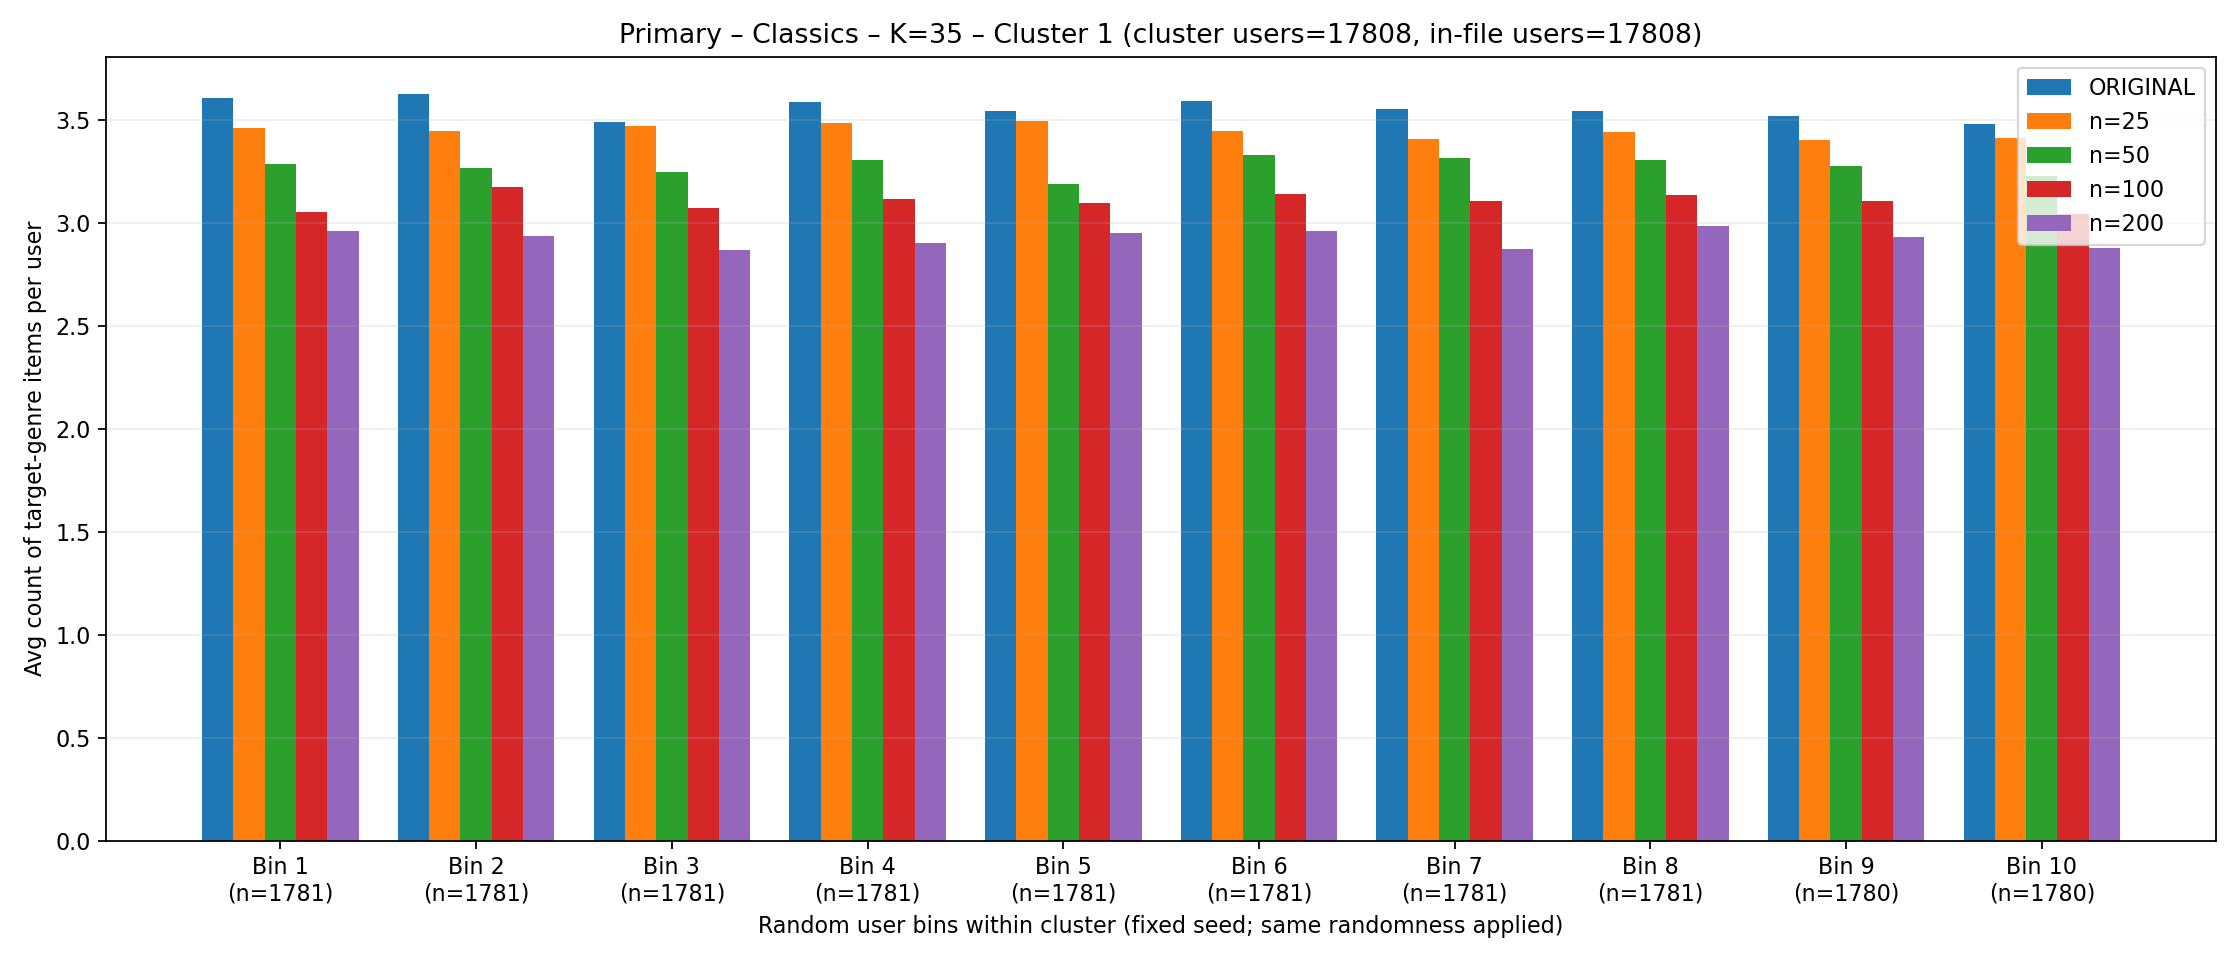 Primary – Classics – K=35 – Cluster 1 (cluster users=17808, in-file users=17808)
Avg count of target-genre items per user
3.5
3.0
2.5
2.0
1.5
1.0
0.5
0.0
ORIGINAL
n=25
n=50
n=100
n=200
Bin 1
(n=1781)
Bin 2
(n=1781)
Bin 3
(n=1781)
Bin 4
(n=1781)
Bin 5
(n=1781)
Bin 6
(n=1781)
Bin 7
(n=1781)
Bin 8
(n=1781)
Bin 9
(n=1780)
Bin 10
(n=1780)
Random user bins within cluster (fixed seed; same randomness applied)